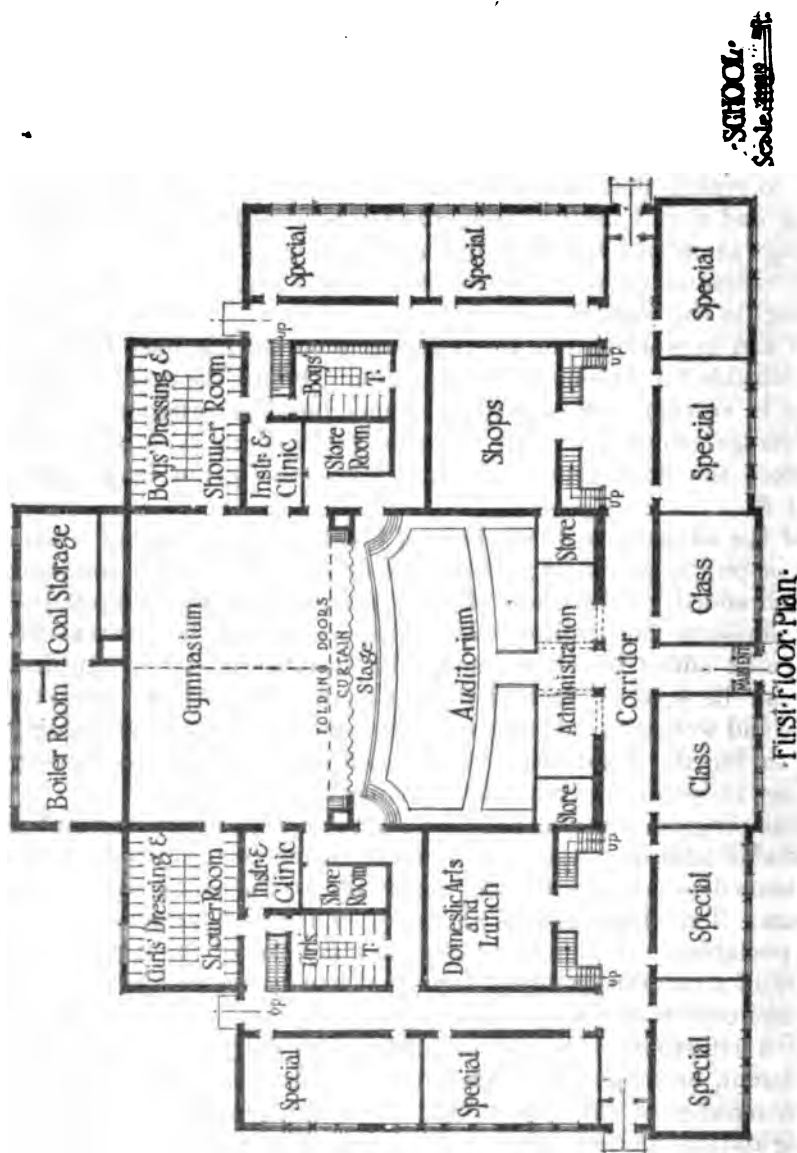 ·SCHOOL·
Scale
Boiler Room
Coal Storage
Girls' Dressing &
Shower Room
Boys' Dressing &
Shower Room
Gymnasium
Instr. &
Clinic
Instr. &
Clinic
up
up
Girls'
T.
Boys'
T.
Store
Room
Store
Room
FOLDING DOORS
CURTAIN
Stage
Special
Special
Special
Special
Domestic Arts
and
Lunch
Auditorium
Shops
Store
Administration
Store
up
up
up
up
Corridor
Special
Special
Class
Class
Special
Special
MAIN ENT.
·First·Floor·Plan·